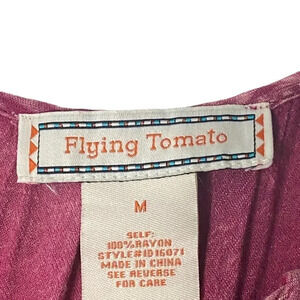 Flying Tomato
M
SELF:
100%RAYON
STYLE#ID16071
MADE IN CHINA
SEE REVERSE
FOR CARE